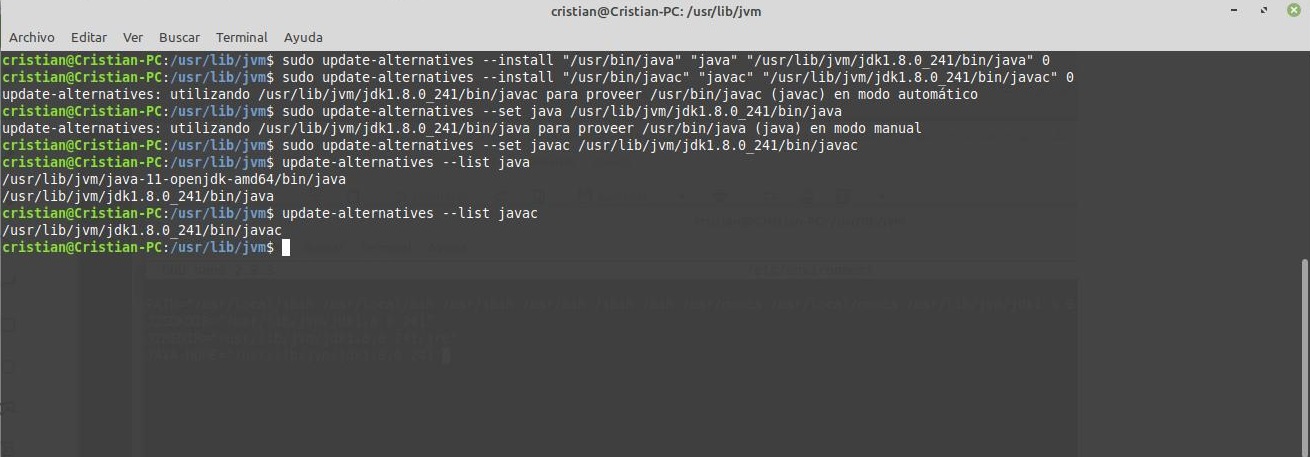 cristian@Cristian-PC: /usr/lib/jvm
Archivo Editar Ver Buscar Terminal Ayuda
cristian@Cristian-PC:/usr/lib/jvm$ sudo update-alternatives --install "/usr/bin/java" "java" "/usr/lib/jvm/jdk1.8.0_241/bin/java" 0
cristian@Cristian-PC:/usr/lib/jvm$ sudo update-alternatives --install "/usr/bin/javac" "javac" "/usr/lib/jvm/jdk1.8.0_241/bin/javac" 0
update-alternatives: utilizando /usr/lib/jvm/jdk1.8.0_241/bin/javac para proveer /usr/bin/javac (javac) en modo automático
cristian@Cristian-PC:/usr/lib/jvm$ sudo update-alternatives --set java /usr/lib/jvm/jdk1.8.0_241/bin/java
update-alternatives: utilizando /usr/lib/jvm/jdk1.8.0_241/bin/java para proveer /usr/bin/java (java) en modo manual
cristian@Cristian-PC:/usr/lib/jvm$ sudo update-alternatives --set javac /usr/lib/jvm/jdk1.8.0_241/bin/javac
cristian@Cristian-PC:/usr/lib/jvm$ update-alternatives --list java
/usr/lib/jvm/java-11-openjdk-amd64/bin/java
/usr/lib/jvm/jdk1.8.0_241/bin/java
cristian@Cristian-PC:/usr/lib/jvm$ update-alternatives --list javac
/usr/lib/jvm/jdk1.8.0_241/bin/javac
cristian@Cristian-PC:/usr/lib/jvm$